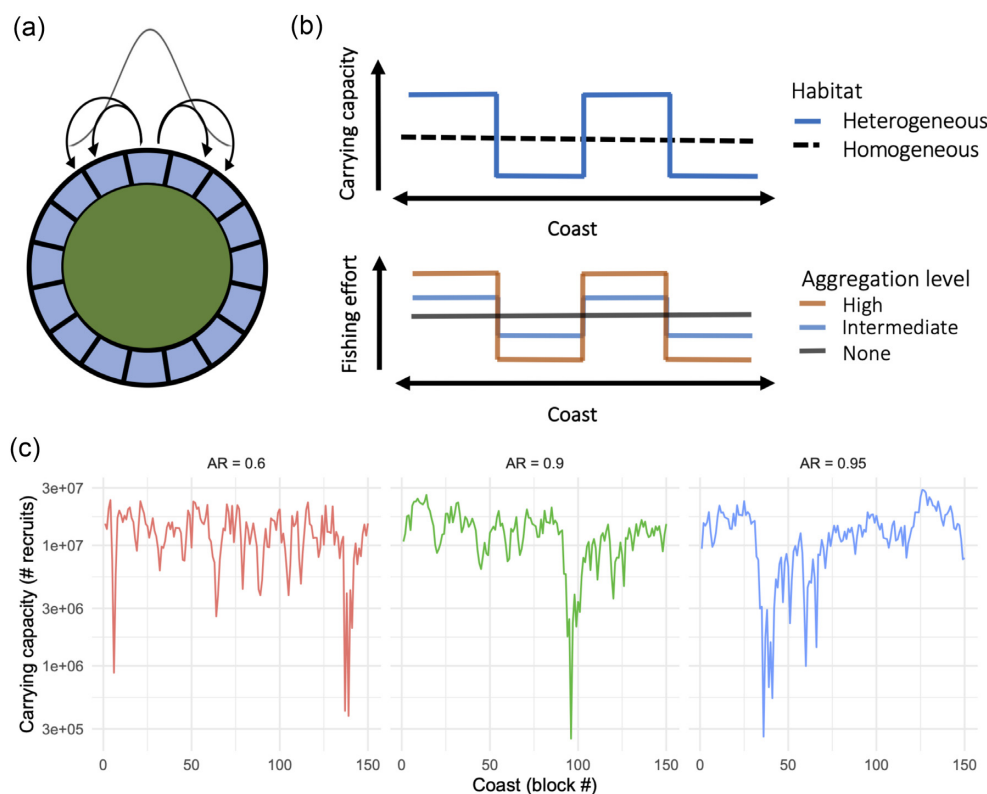 (a)
(b)
Carrying capacity
Coast
Habitat
Heterogeneous
Homogeneous
Fishing effort
Coast
Aggregation level
High
Intermediate
None
(c)
AR = 0.6
AR = 0.9
AR = 0.95
Carrying capacity (# recruits)
3e+07
1e+07
3e+06
1e+06
3e+05
0 50 100 150
0 50 100 150
0 50 100 150
Coast (block #)